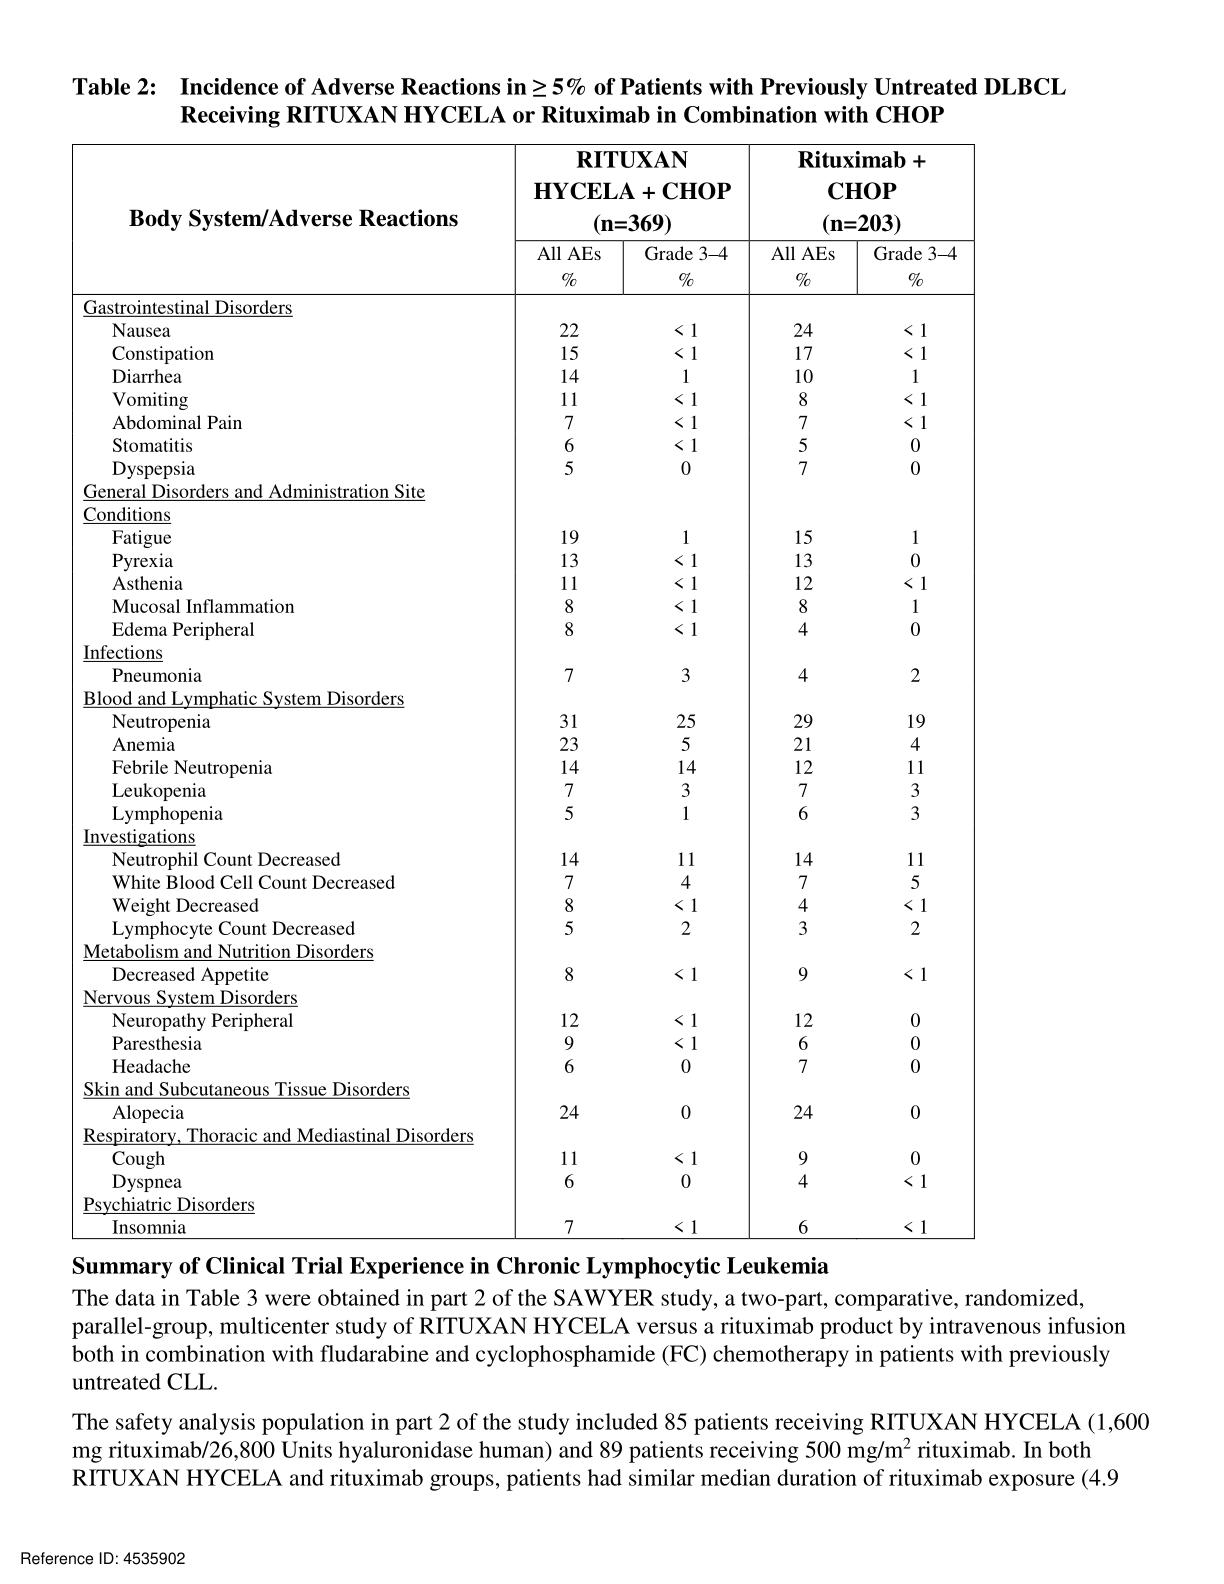 Table 2: Incidence of Adverse Reactions in ≥ 5% of Patients with Previously Untreated DLBCL
Receiving RITUXAN HYCELA or Rituximab in Combination with CHOP
Body System/Adverse Reactions RITUXAN HYCELA + CHOP (n=369) Rituximab + CHOP (n=203)
All AEs % Grade 3–4 % All AEs % Grade 3–4 %
Gastrointestinal Disorders
Nausea 22 < 1 24 < 1
Constipation 15 < 1 17 < 1
Diarrhea 14 1 10 1
Vomiting 11 < 1 8 < 1
Abdominal Pain 7 < 1 7 < 1
Stomatitis 6 < 1 5 0
Dyspepsia 5 0 7 0
General Disorders and Administration Site
Conditions
Fatigue 19 1 15 1
Pyrexia 13 < 1 13 0
Asthenia 11 < 1 12 < 1
Mucosal Inflammation 8 < 1 8 1
Edema Peripheral 8 < 1 4 0
Infections
Pneumonia 7 3 4 2
Blood and Lymphatic System Disorders
Neutropenia 31 25 29 19
Anemia 23 5 21 4
Febrile Neutropenia 14 14 12 11
Leukopenia 7 3 7 3
Lymphopenia 5 1 6 3
Investigations
Neutrophil Count Decreased 14 11 14 11
White Blood Cell Count Decreased 7 4 7 5
Weight Decreased 8 < 1 4 < 1
Lymphocyte Count Decreased 5 2 3 2
Metabolism and Nutrition Disorders
Decreased Appetite 8 < 1 9 < 1
Nervous System Disorders
Neuropathy Peripheral 12 < 1 12 0
Paresthesia 9 < 1 6 0
Headache 6 0 7 0
Skin and Subcutaneous Tissue Disorders
Alopecia 24 0 24 0
Respiratory, Thoracic and Mediastinal Disorders
Cough 11 < 1 9 0
Dyspnea 6 0 4 < 1
Psychiatric Disorders
Insomnia 7 < 1 6 < 1
Summary of Clinical Trial Experience in Chronic Lymphocytic Leukemia
The data in Table 3 were obtained in part 2 of the SAWYER study, a two-part, comparative, randomized,
parallel-group, multicenter study of RITUXAN HYCELA versus a rituximab product by intravenous infusion
both in combination with fludarabine and cyclophosphamide (FC) chemotherapy in patients with previously
untreated CLL.
The safety analysis population in part 2 of the study included 85 patients receiving RITUXAN HYCELA (1,600
mg rituximab/26,800 Units hyaluronidase human) and 89 patients receiving 500 mg/m² rituximab. In both
RITUXAN HYCELA and rituximab groups, patients had similar median duration of rituximab exposure (4.9
Reference ID: 4535902